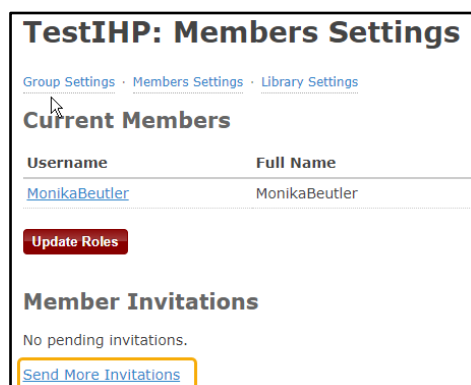 TestIHP: Members Settings
Group Settings · Members Settings · Library Settings
Current Members
Username Full Name
MonikaBeutler MonikaBeutler
Update Roles
Member Invitations
No pending invitations.
Send More Invitations